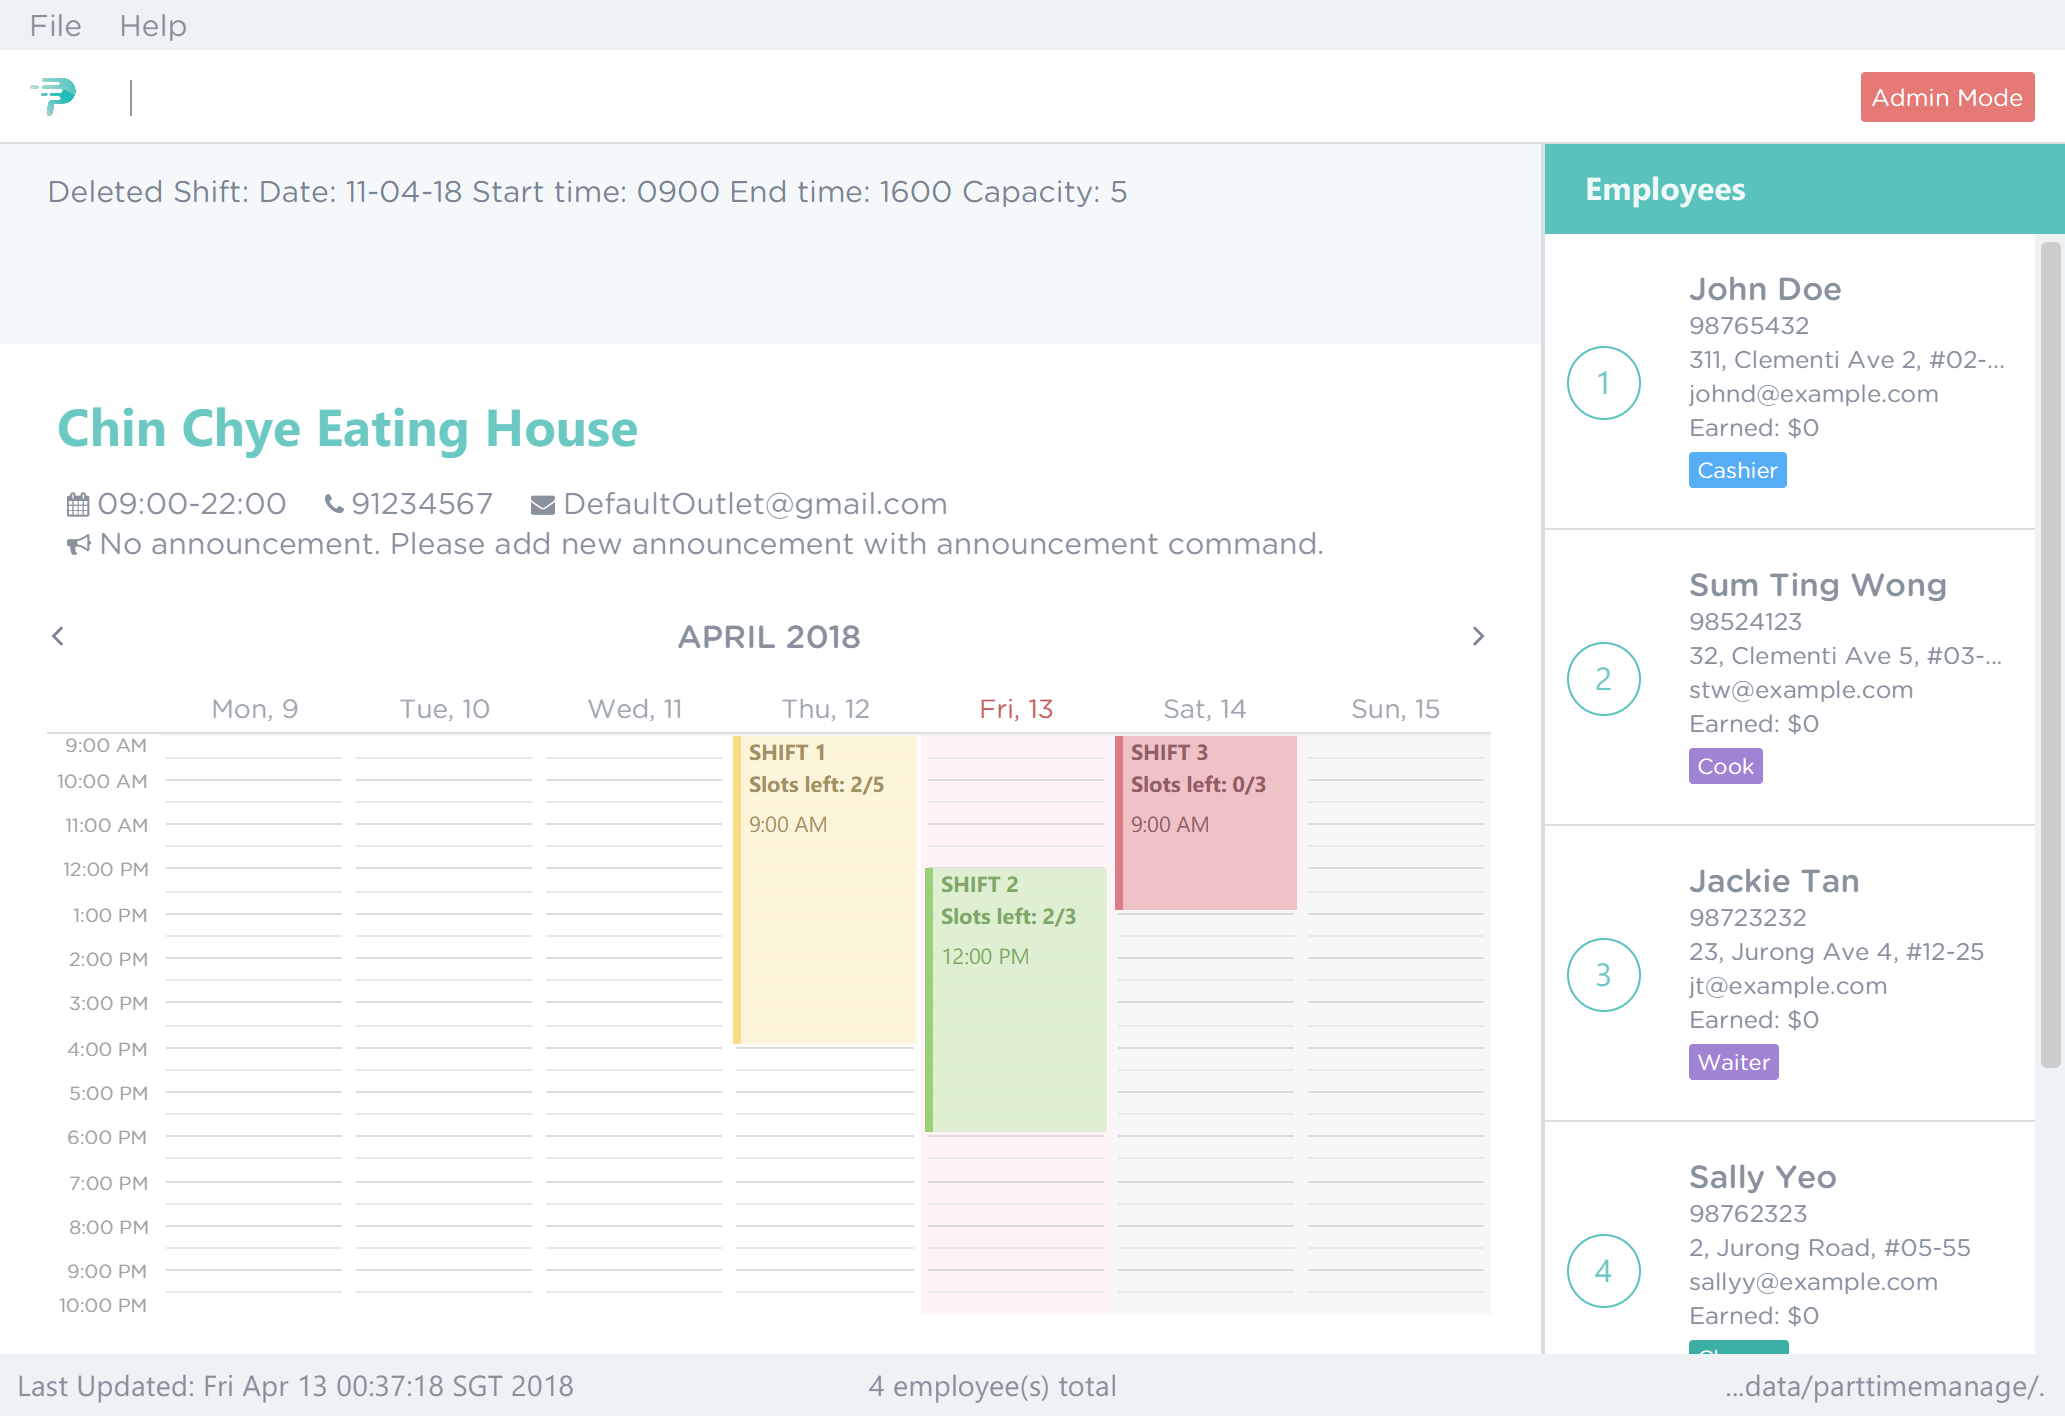 File Help
Admin Mode
Deleted Shift: Date: 11-04-18 Start time: 0900 End time: 1600 Capacity: 5
Chin Chye Eating House
09:00-22:00 91234567 DefaultOutlet@gmail.com
No announcement. Please add new announcement with announcement command.
APRIL 2018
Mon, 9 Tue, 10 Wed, 11 Thu, 12 Fri, 13 Sat, 14 Sun, 15
9:00 AM
10:00 AM
11:00 AM
12:00 PM
1:00 PM
2:00 PM
3:00 PM
4:00 PM
5:00 PM
6:00 PM
7:00 PM
8:00 PM
9:00 PM
10:00 PM
SHIFT 1
Slots left: 2/5
9:00 AM
SHIFT 2
Slots left: 2/3
12:00 PM
SHIFT 3
Slots left: 0/3
9:00 AM
Employees
1
John Doe
98765432
311, Clementi Ave 2, #02-...
johnd@example.com
Earned: $0
Cashier
2
Sum Ting Wong
98524123
32, Clementi Ave 5, #03-...
stw@example.com
Earned: $0
Cook
3
Jackie Tan
98723232
23, Jurong Ave 4, #12-25
jt@example.com
Earned: $0
Waiter
4
Sally Yeo
98762323
2, Jurong Road, #05-55
sallyy@example.com
Earned: $0
Last Updated: Fri Apr 13 00:37:18 SGT 2018
4 employee(s) total
...data/parttimemanage/.